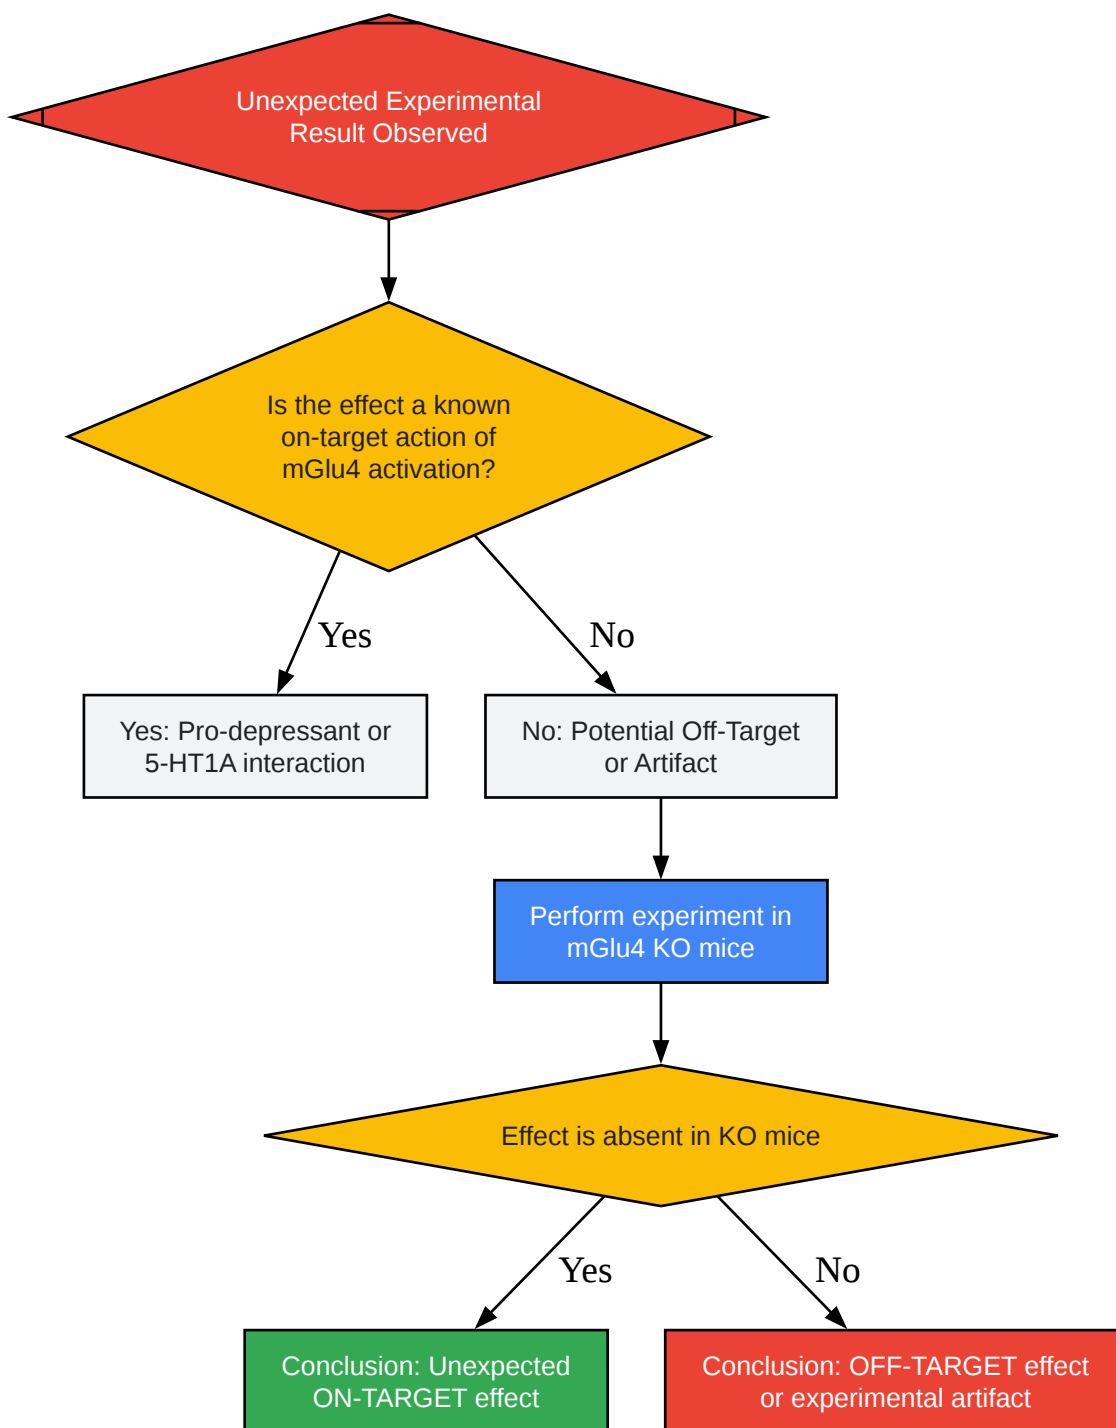 Unexpected Experimental
Result Observed
Is the effect a known
on-target action of
mGlu4 activation?
Yes
No
Yes: Pro-depressant or
5-HT1A interaction
No: Potential Off-Target
or Artifact
Perform experiment in
mGlu4 KO mice
Effect is absent in KO mice
Yes
No
Conclusion: Unexpected
ON-TARGET effect
Conclusion: OFF-TARGET effect
or experimental artifact